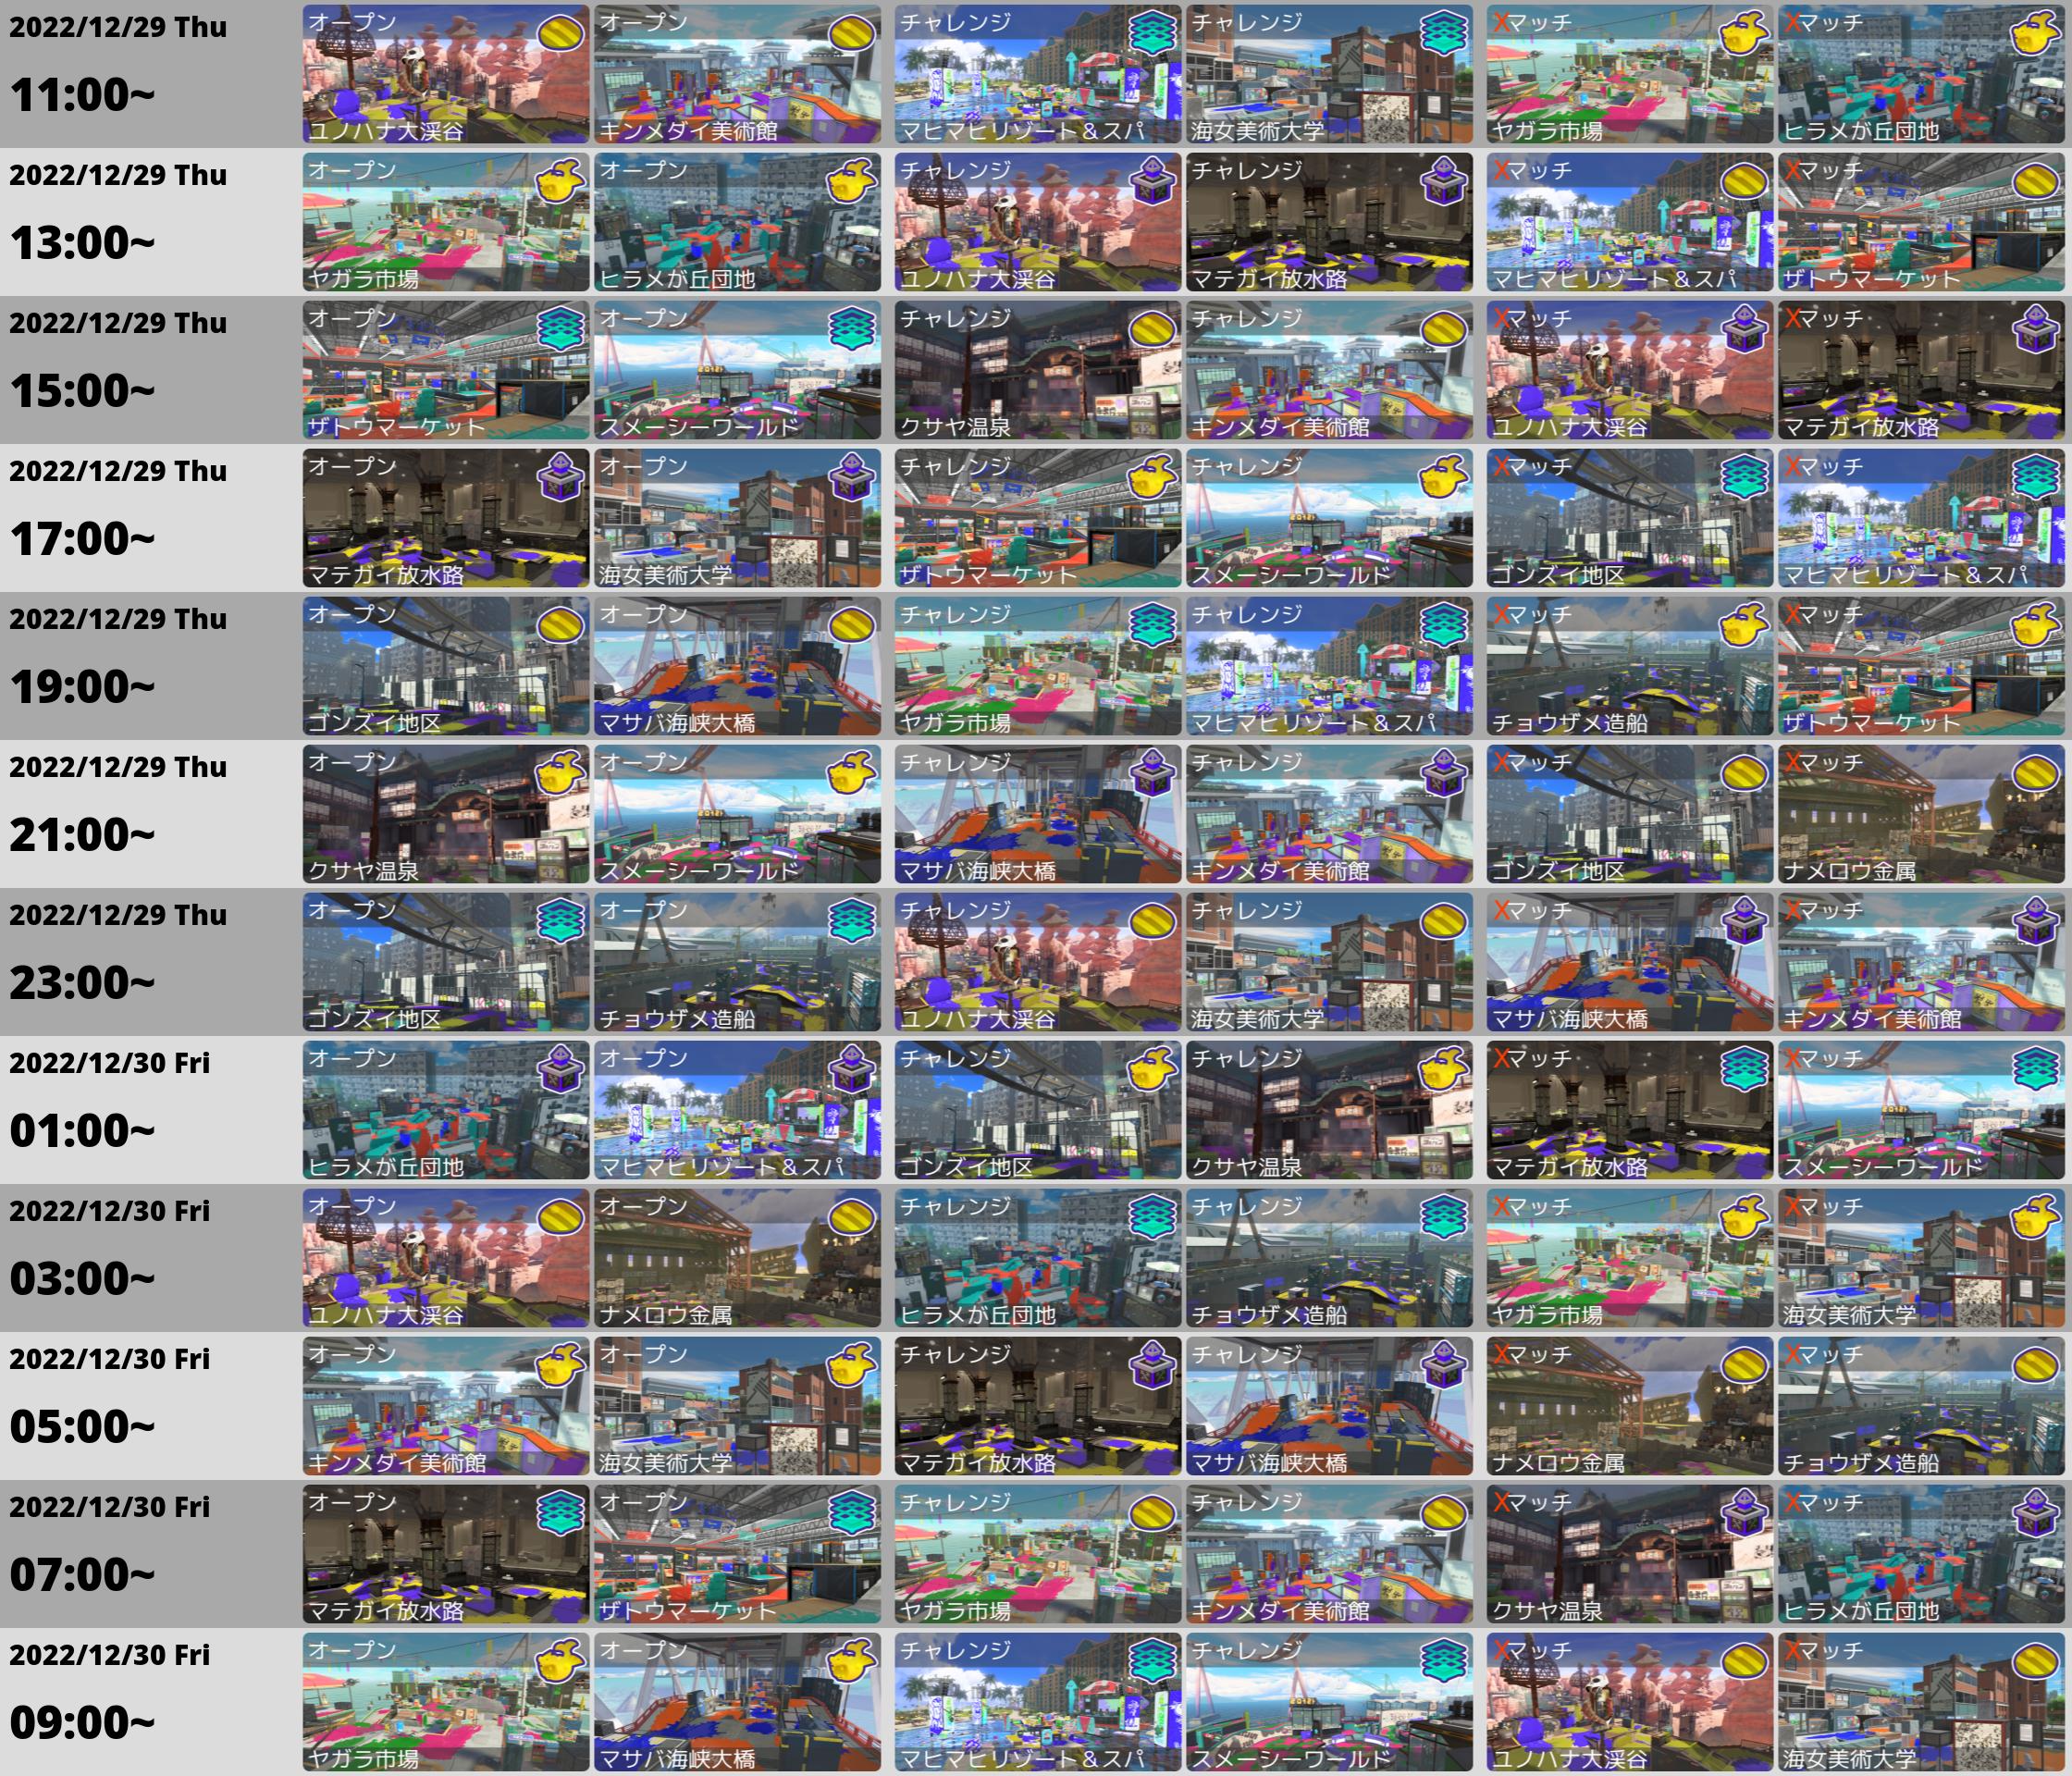 2022/12/29 Thu
11:00~
オープン オープン チャレンジ チャレンジ Xマッチ Xマッチ
ユノハナ大渓谷 キンメダイ美術館 マヒマヒリゾート＆スパ 海女美術大学 ヤガラ市場 ヒラメが丘団地
2022/12/29 Thu
13:00~
オープン オープン チャレンジ チャレンジ Xマッチ Xマッチ
ヤガラ市場 ヒラメが丘団地 ユノハナ大渓谷 マテガイ放水路 マヒマヒリゾート＆スパ ザトウマーケット
2022/12/29 Thu
15:00~
オープン オープン チャレンジ チャレンジ Xマッチ Xマッチ
ザトウマーケット スメーシーワールド クサヤ温泉 キンメダイ美術館 ユノハナ大渓谷 マテガイ放水路
2022/12/29 Thu
17:00~
オープン オープン チャレンジ チャレンジ Xマッチ Xマッチ
マテガイ放水路 海女美術大学 ザトウマーケット スメーシーワールド ゴンズイ地区 マヒマヒリゾート＆スパ
2022/12/29 Thu
19:00~
オープン オープン チャレンジ チャレンジ Xマッチ Xマッチ
ゴンズイ地区 マサバ海峡大橋 ヤガラ市場 マヒマヒリゾート＆スパ チョウザメ造船 ザトウマーケット
2022/12/29 Thu
21:00~
オープン オープン チャレンジ チャレンジ Xマッチ Xマッチ
クサヤ温泉 スメーシーワールド マサバ海峡大橋 キンメダイ美術館 ゴンズイ地区 ナメロウ金属
2022/12/29 Thu
23:00~
オープン オープン チャレンジ チャレンジ Xマッチ Xマッチ
ゴンズイ地区 チョウザメ造船 ユノハナ大渓谷 海女美術大学 マサバ海峡大橋 キンメダイ美術館
2022/12/30 Fri
01:00~
オープン オープン チャレンジ チャレンジ Xマッチ Xマッチ
ヒラメが丘団地 マヒマヒリゾート＆スパ ゴンズイ地区 クサヤ温泉 マテガイ放水路 スメーシーワールド
2022/12/30 Fri
03:00~
オープン オープン チャレンジ チャレンジ Xマッチ Xマッチ
ユノハナ大渓谷 ナメロウ金属 ヒラメが丘団地 チョウザメ造船 ヤガラ市場 海女美術大学
2022/12/30 Fri
05:00~
オープン オープン チャレンジ チャレンジ Xマッチ Xマッチ
キンメダイ美術館 海女美術大学 マテガイ放水路 マサバ海峡大橋 ナメロウ金属 チョウザメ造船
2022/12/30 Fri
07:00~
オープン オープン チャレンジ チャレンジ Xマッチ Xマッチ
マテガイ放水路 ザトウマーケット ヤガラ市場 キンメダイ美術館 クサヤ温泉 ヒラメが丘団地
2022/12/30 Fri
09:00~
オープン オープン チャレンジ チャレンジ Xマッチ Xマッチ
ヤガラ市場 マサバ海峡大橋 マヒマヒリゾート＆スパ スメーシーワールド ユノハナ大渓谷 海女美術大学